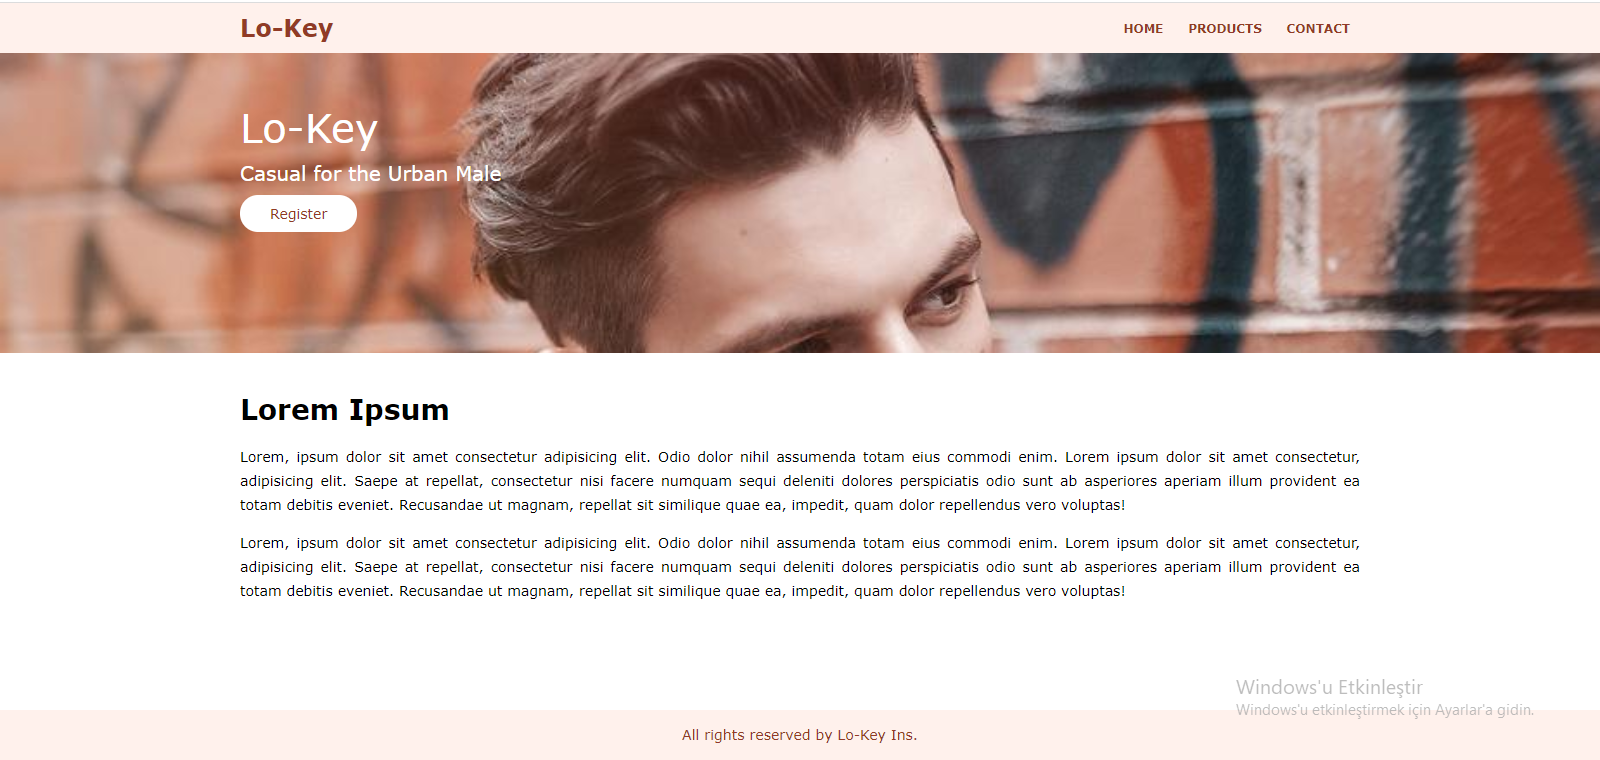 Lo-Key
HOME PRODUCTS CONTACT
Lo-Key
Casual for the Urban Male
Register
Lorem Ipsum
Lorem, ipsum dolor sit amet consectetur adipisicing elit. Odio dolor nihil assumenda totam eius commodi enim. Lorem ipsum dolor sit amet consectetur,
adipisicing elit. Saepe at repellat, consectetur nisi facere numquam sequi deleniti dolores perspiciatis odio sunt ab asperiores aperiam illum provident ea
totam debitis eveniet. Recusandae ut magnam, repellat sit similique quae ea, impedit, quam dolor repellendus vero voluptas!
Lorem, ipsum dolor sit amet consectetur adipisicing elit. Odio dolor nihil assumenda totam eius commodi enim. Lorem ipsum dolor sit amet consectetur,
adipisicing elit. Saepe at repellat, consectetur nisi facere numquam sequi deleniti dolores perspiciatis odio sunt ab asperiores aperiam illum provident ea
totam debitis eveniet. Recusandae ut magnam, repellat sit similique quae ea, impedit, quam dolor repellendus vero voluptas!
Windows'u Etkinleştir
Windows'u etkinleştirmek için Ayarlar'a gidin.
All rights reserved by Lo-Key Ins.